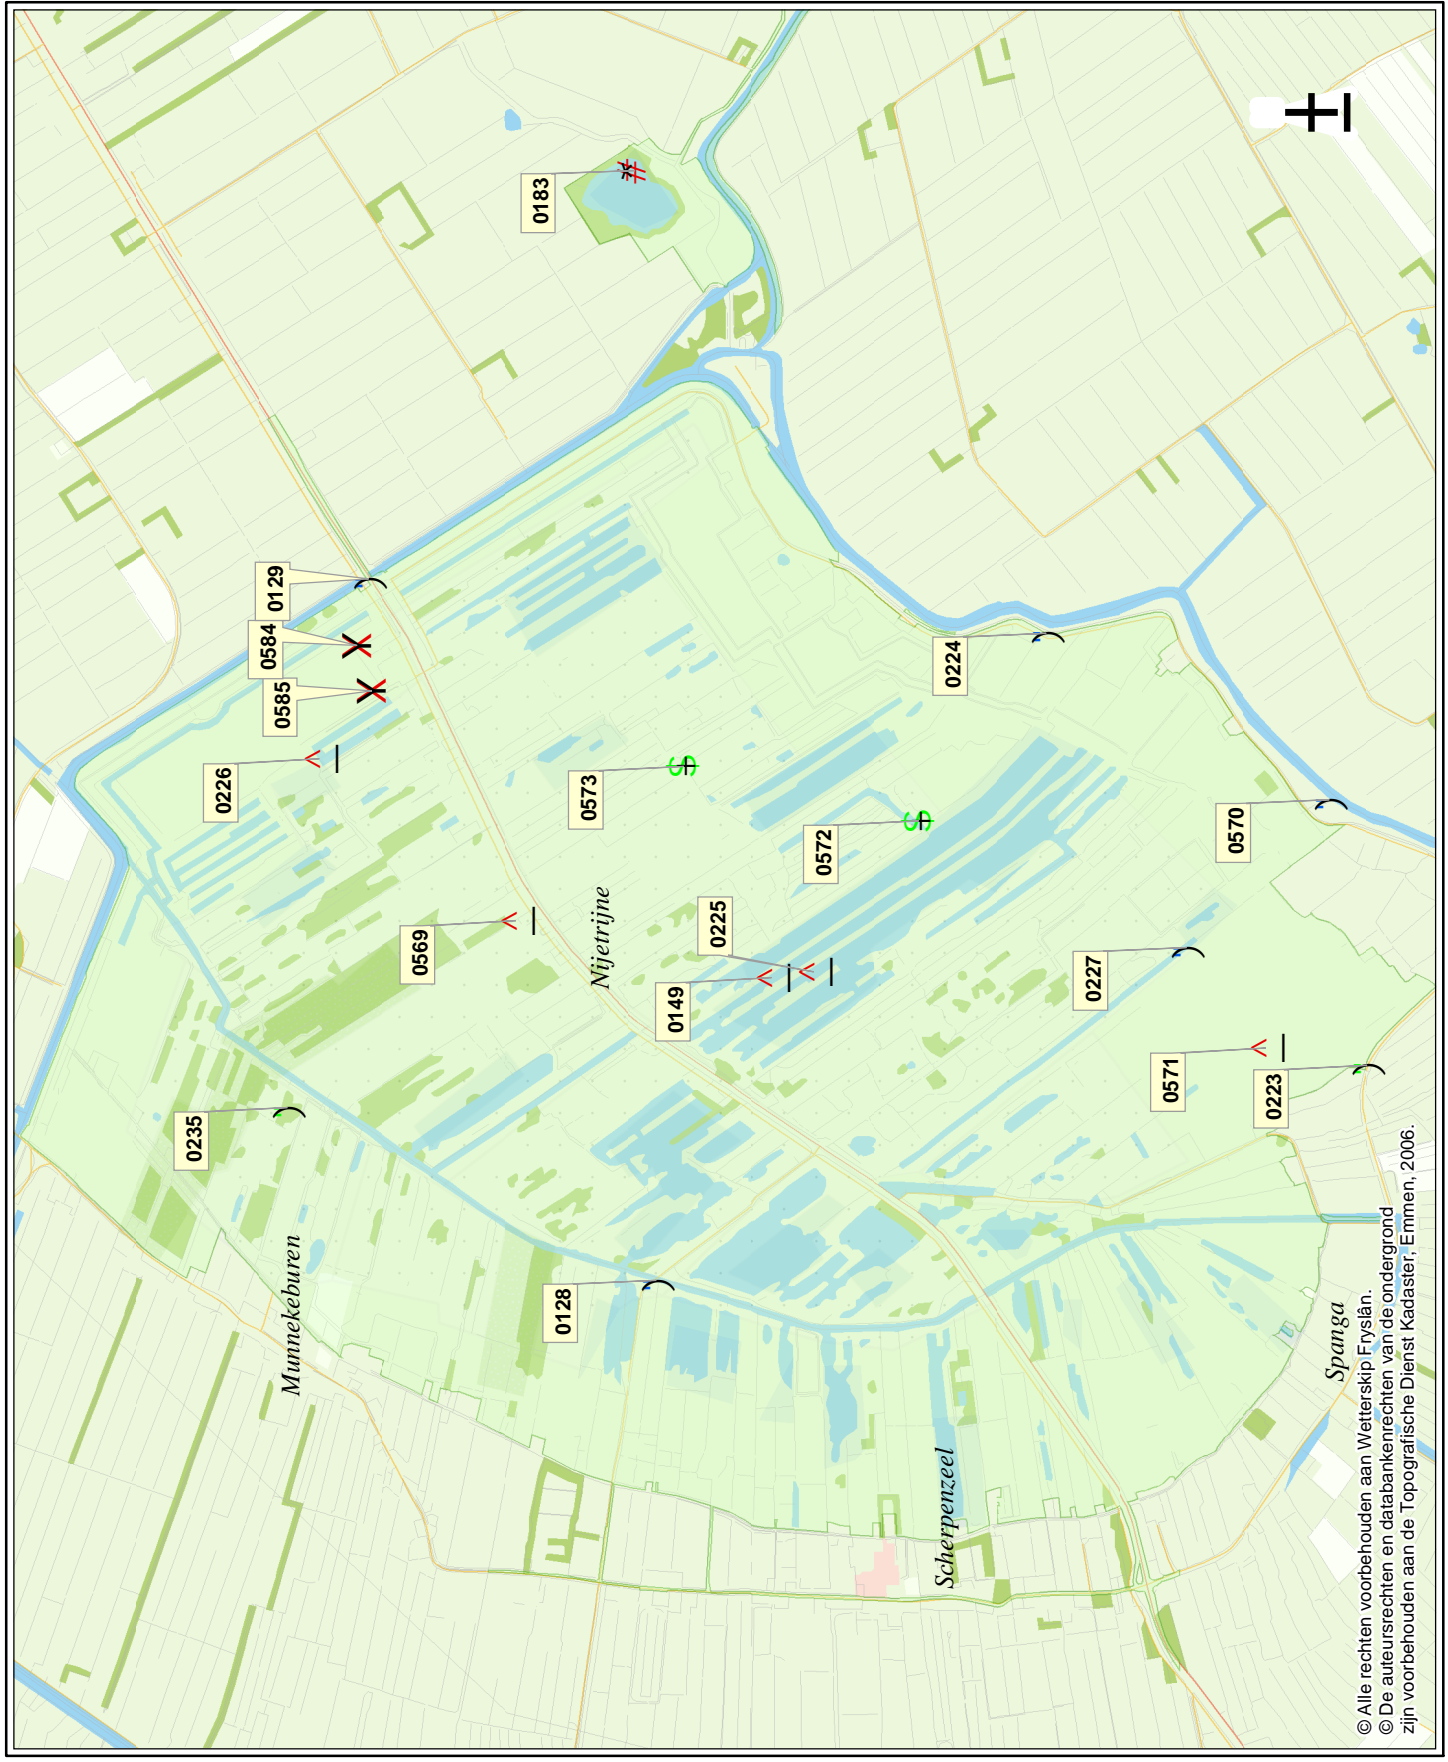 0235
0226
0584
0129
0585
Munnekeburen
0569
0183
0128
0573
Nijetrijne
0149
0225
0572
Scherpenzeel
0224
0227
0571
0570
0223
Spanga
© Alle rechten voorbehouden aan Wetterskip Fryslân.
© De auteursrechten en databankenrechten van de ondergrond
zijn voorbehouden aan de Topografische Dienst Kadaster, Emmen, 2006.